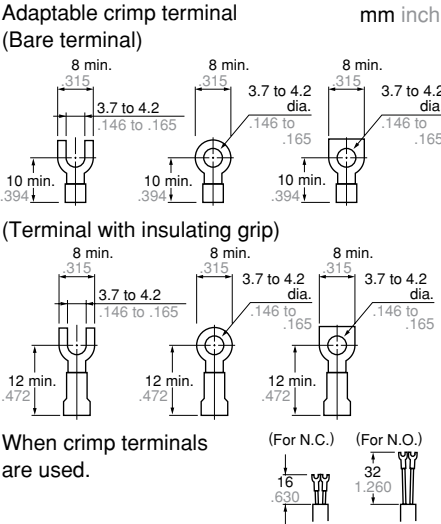 Adaptable crimp terminal
mm inch
(Bare terminal)
8 min.
.315
3.7 to 4.2
.146 to .165
10 min.
.394
8 min.
.315
3.7 to 4.2
dia.
.146 to
.165
10 min.
.394
8 min.
.315
3.7 to 4.2
dia.
.146 to
.165
10 min.
.394
(Terminal with insulating grip)
8 min.
.315
3.7 to 4.2
.146 to .165
12 min.
.472
8 min.
.315
3.7 to 4.2
dia.
.146 to
.165
12 min.
.472
8 min.
.315
3.7 to 4.2
dia.
.146 to
.165
12 min.
.472
When crimp terminals
are used.
(For N.C.)
16
.630
(For N.O.)
32
1.260